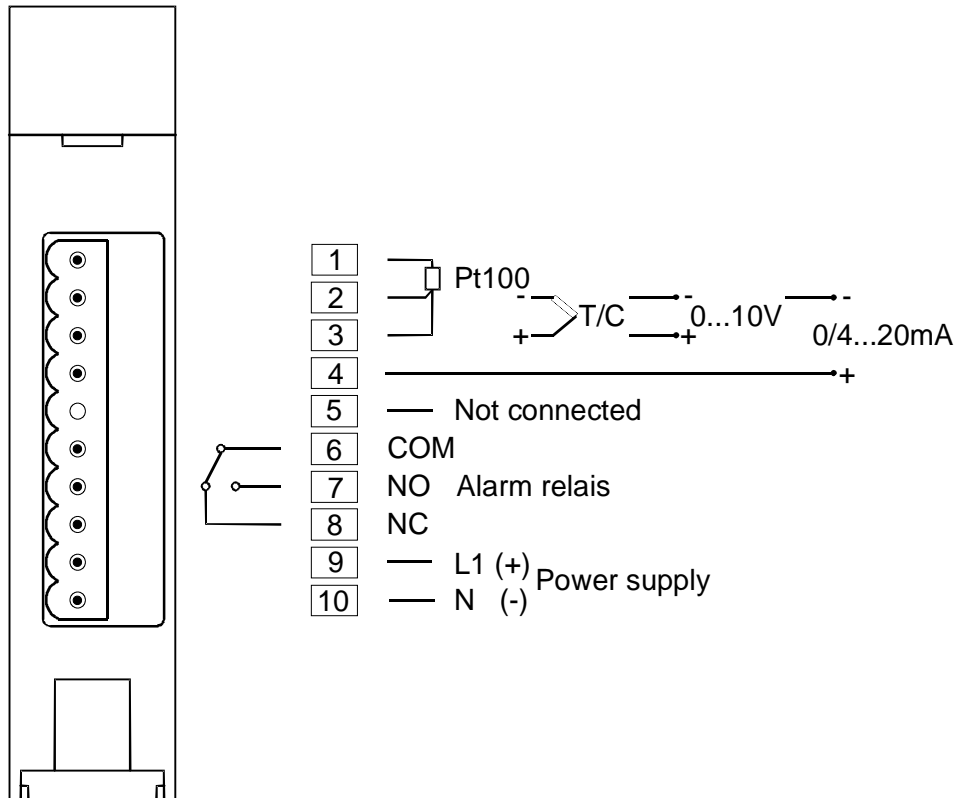 1
2 Pt100 - T/C - 0...10V -
3 + + 0/4...20mA
4 +
5 Not connected
6 COM
7 NO Alarm relais
8 NC
9 L1 (+) Power supply
10 N (-)